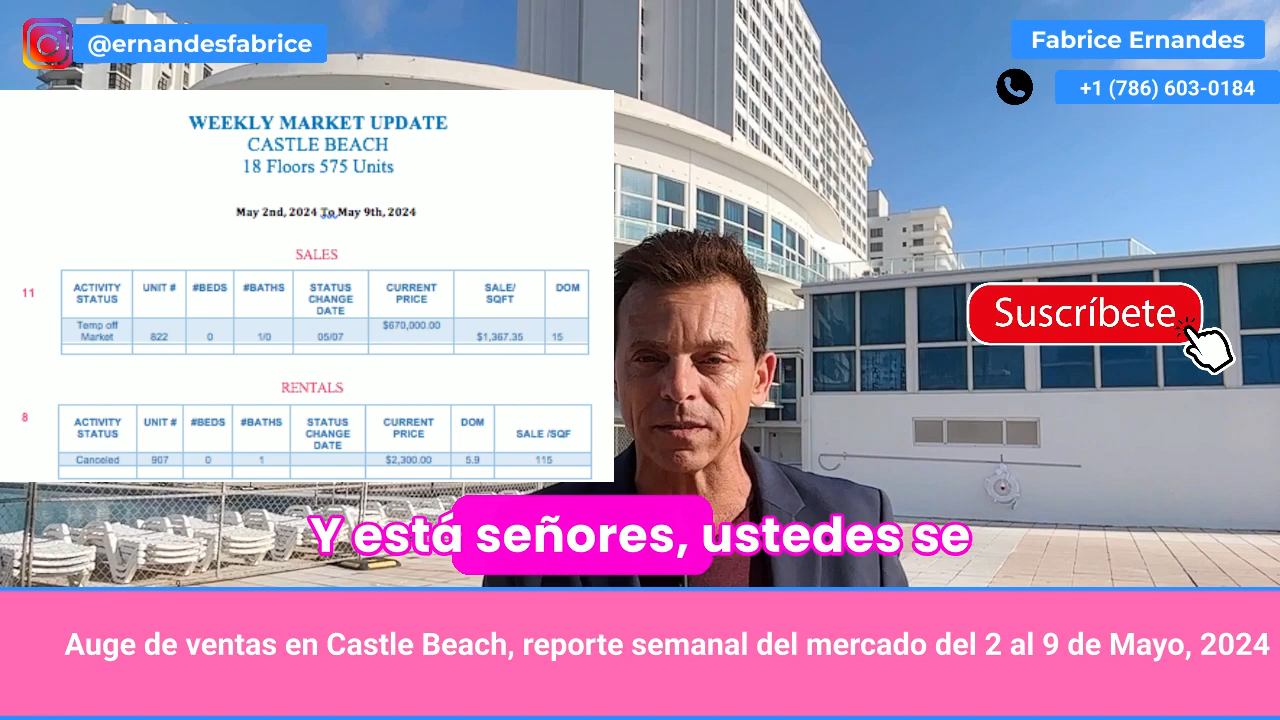 @ernandesfabrice
Fabrice Ernandes
+1 (786) 603-0184
WEEKLY MARKET UPDATE
CASTLE BEACH
18 Floors 575 Units
May 2nd, 2024 To May 9th, 2024
SALES
11
ACTIVITY STATUS UNIT # #BEDS #BATHS STATUS CHANGE DATE CURRENT PRICE SALE/ SQFT DOM
Temp off Market 822 0 1/0 05/07 $670,000.00 $1,367.35 15
RENTALS
8
ACTIVITY STATUS UNIT # #BEDS #BATHS STATUS CHANGE DATE CURRENT PRICE DOM SALE /SQF
Canceled 907 0 1 $2,300.00 5.9 115
Suscríbete
Y está señores, ustedes se
Auge de ventas en Castle Beach, reporte semanal del mercado del 2 al 9 de Mayo, 2024